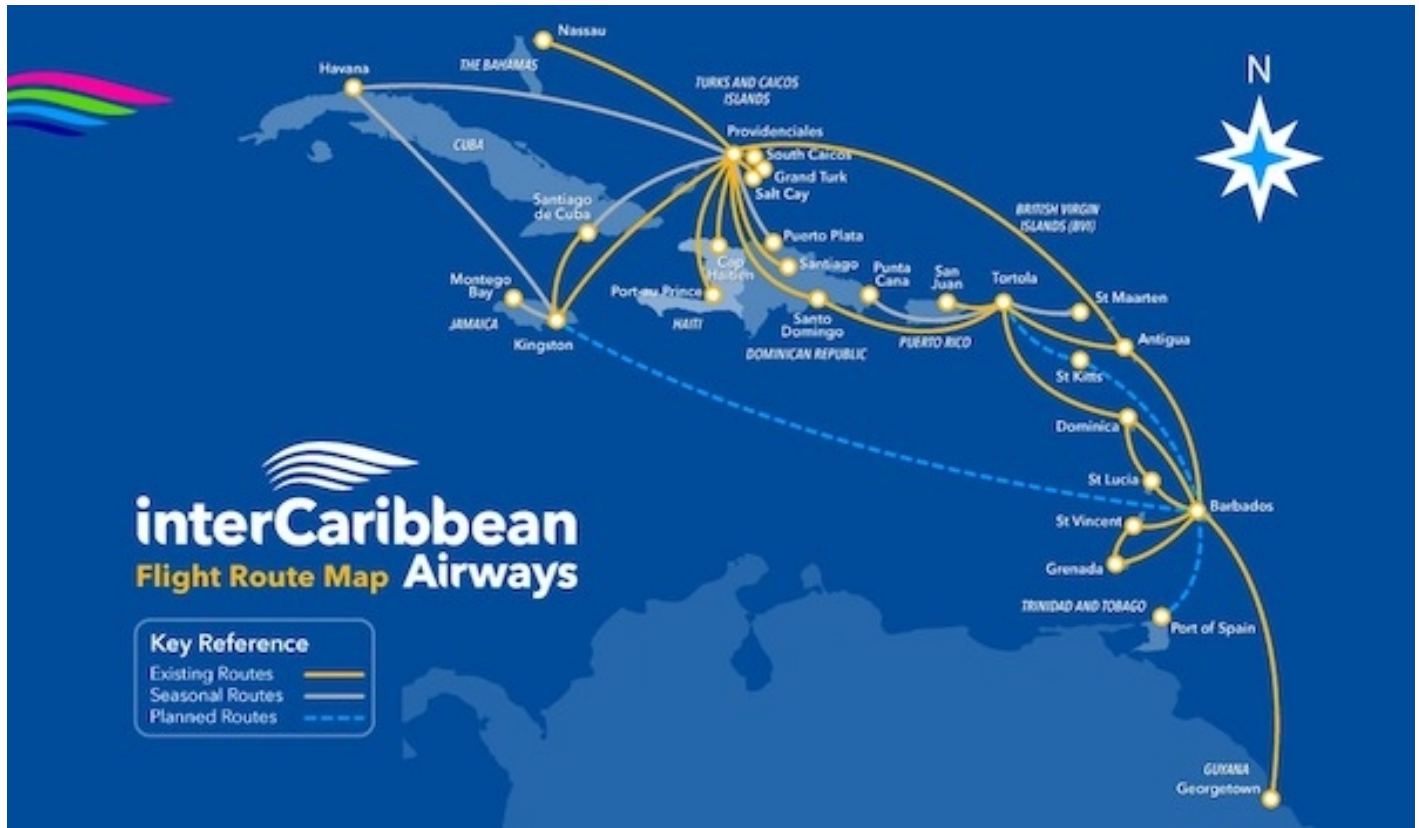 Nassau
THE BAHAMAS
Havana
TURKS AND CAICOS
ISLANDS
N
Providenciales
CUBA
South Caicos
Grand Turk
Salt Cay
Santiago
de Cuba
BRITISH VIRGIN
ISLANDS (BVI)
Puerto Plata
Cap
Haitien
Santiago
Punta
Cana
San
Juan
Tortola
Montego
Bay
Port-au Prince
St Maarten
JAMAICA
HAITI
Santo
Domingo
Kingston
DOMINICAN REPUBLIC
PUERTO RICO
Antigua
St Kitts
Dominica
St Lucia
Barbados
St Vincent
Grenada
TRINIDAD AND TOBAGO
Port of Spain
interCaribbean
Flight Route Map Airways
Key Reference
Existing Routes
Seasonal Routes
Planned Routes
GUYANA
Georgetown